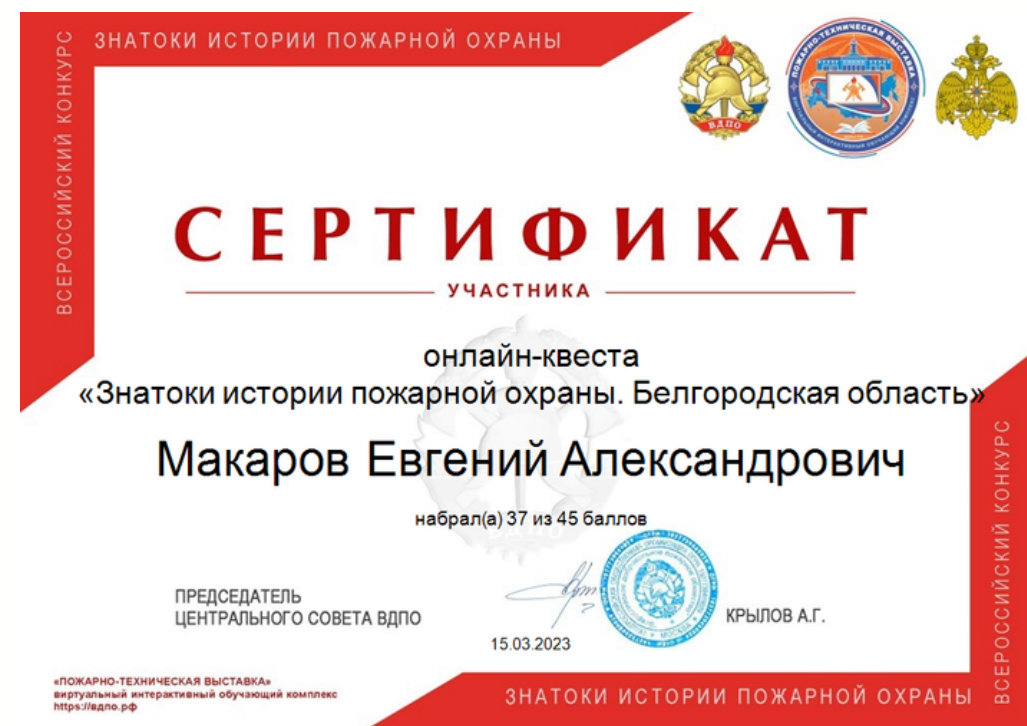 ВСЕРОССИЙСКИЙ КОНКУРС
ЗНАТОКИ ИСТОРИИ ПОЖАРНОЙ ОХРАНЫ
ВДПО
ПОЖАРНО-ТЕХНИЧЕСКАЯ ВЫСТАВКА
СЕРТИФИКАТ
УЧАСТНИКА
онлайн-квеста
«Знатоки истории пожарной охраны. Белгородская область»
Макаров Евгений Александрович
набрал(а) 37 из 45 баллов
ПРЕДСЕДАТЕЛЬ
ЦЕНТРАЛЬНОГО СОВЕТА ВДПО
КРЫЛОВ А.Г.
15.03.2023
МОСКВА
«ПОЖАРНО-ТЕХНИЧЕСКАЯ ВЫСТАВКА»
виртуальный интерактивный обучающий комплекс
https://вдпо.рф
ЗНАТОКИ ИСТОРИИ ПОЖАРНОЙ ОХРАНЫ
ВСЕРОССИЙСКИЙ КОНКУРС